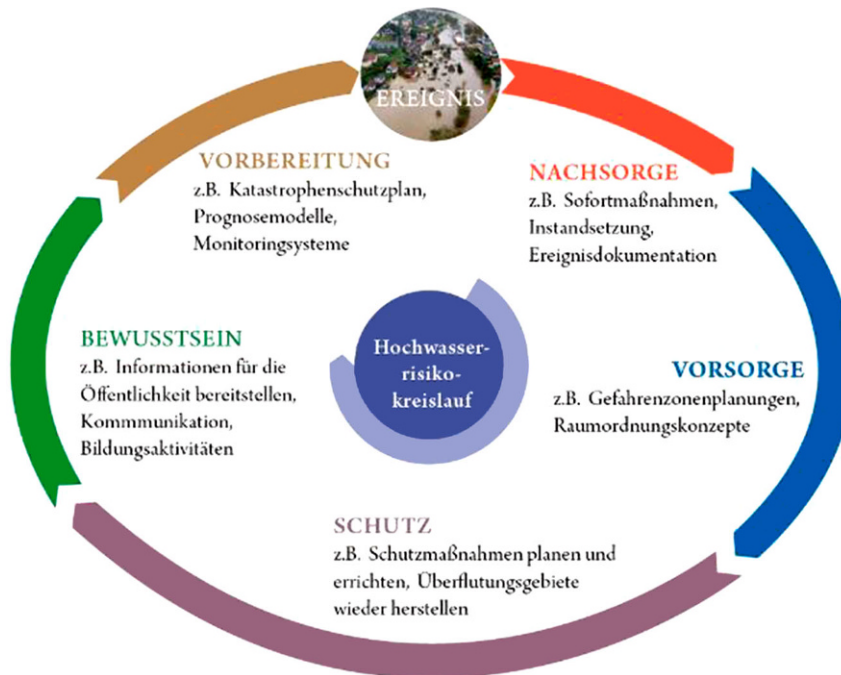 EREIGNIS
NACHSORGE
z.B. Sofortmaßnahmen,
Instandsetzung,
Ereignisdokumentation
VORSORGE
z.B. Gefahrenzonenplanungen,
Raumordnungskonzepte
SCHUTZ
z.B. Schutzmaßnahmen planen und
errichten, Überflutungsgebiete
wieder herstellen
BEWUSSTSEIN
z.B. Informationen für die
Öffentlichkeit bereitstellen,
Kommmunikation,
Bildungsaktivitäten
VORBEREITUNG
z.B. Katastrophenschutzplan,
Prognosemodelle,
Monitoringsysteme
Hochwasser-
risiko-
kreislauf